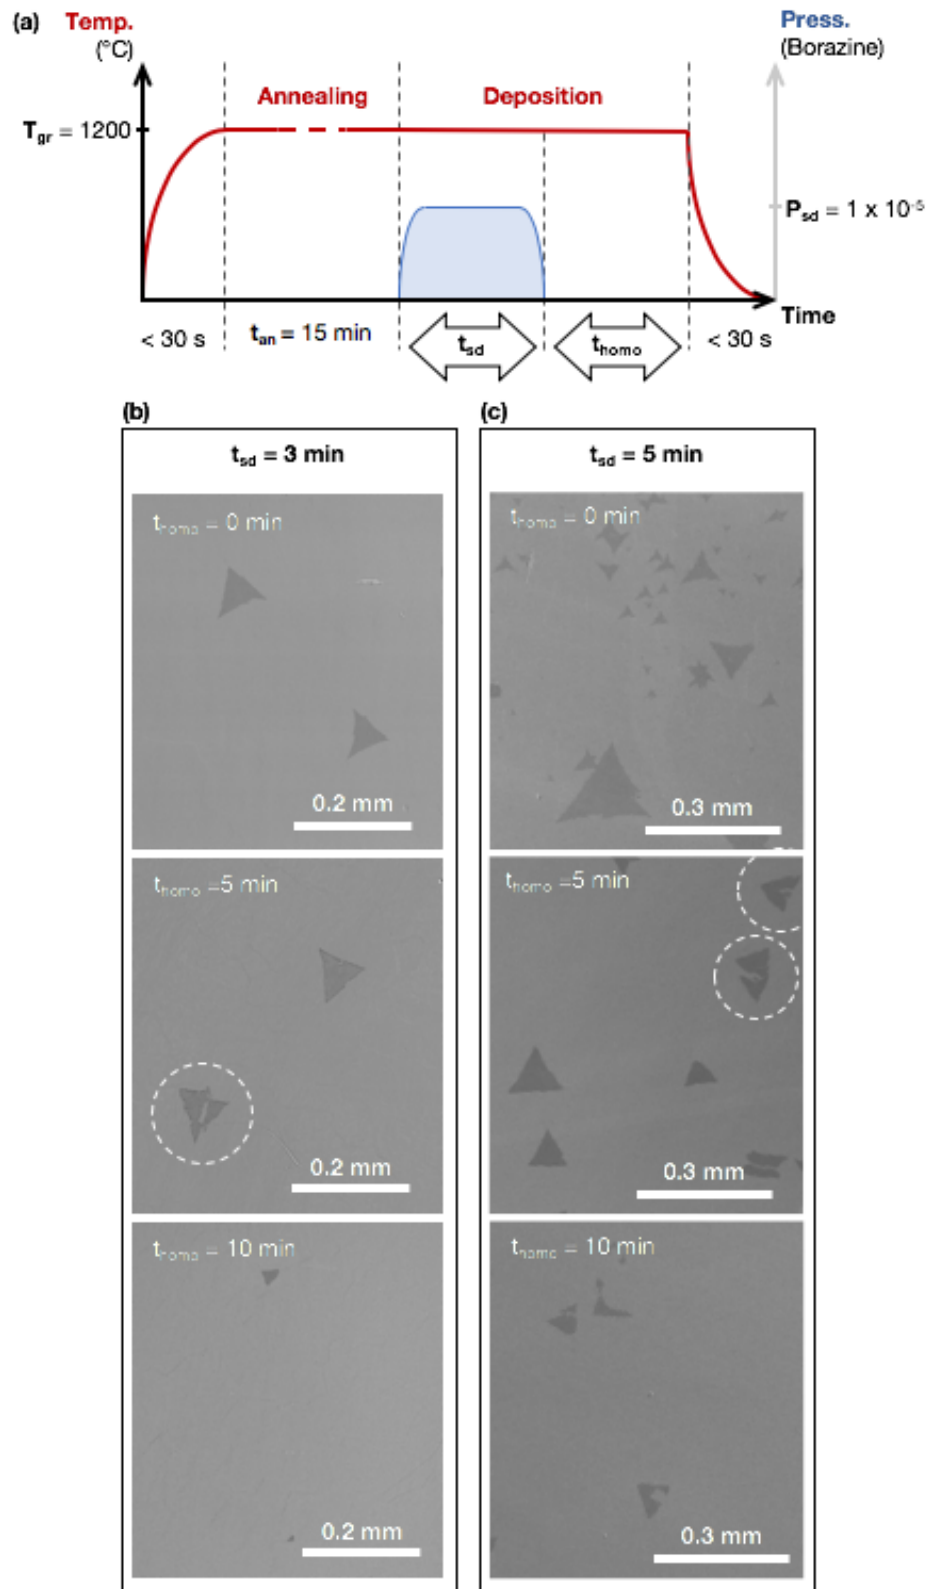 (a)
Temp.
(°C)
Press.
(Borazine)
Annealing
Deposition
Tgr = 1200
Psd = 1 x 10-5
Time
< 30 s
tan = 15 min
tsd
thomo
< 30 s
(b)
tsd = 3 min
thomo = 0 min
0.2 mm
thomo =5 min
0.2 mm
thomo = 10 min
0.2 mm
(c)
tsd = 5 min
thomo = 0 min
0.3 mm
thomo =5 min
0.3 mm
thomo = 10 min
0.3 mm